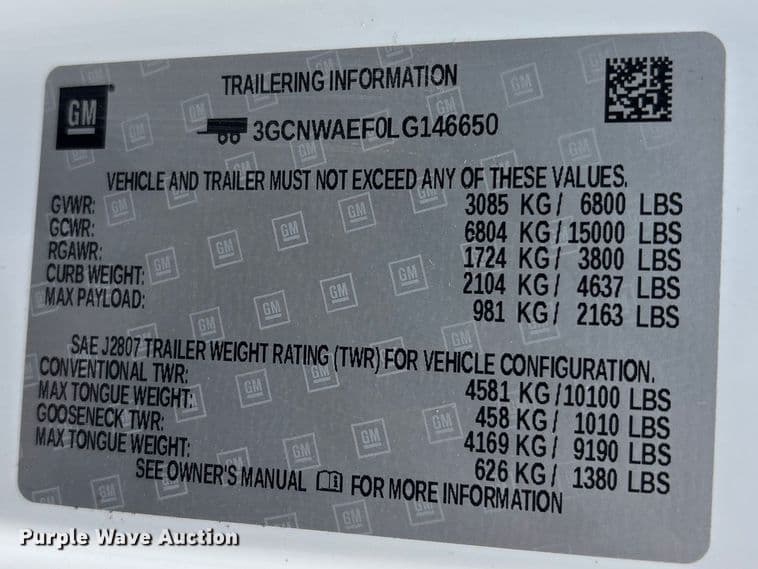 GM
TRAILERING INFORMATION
3GCNWAEF0LG146650
VEHICLE AND TRAILER MUST NOT EXCEED ANY OF THESE VALUES.
GVWR: 3085 KG/ 6800 LBS
GCWR: 6804 KG/ 15000 LBS
RGAWR: 1724 KG/ 3800 LBS
CURB WEIGHT: 2104 KG/ 4637 LBS
MAX PAYLOAD: 981 KG/ 2163 LBS
SAE J2807 TRAILER WEIGHT RATING (TWR) FOR VEHICLE CONFIGURATION.
CONVENTIONAL TWR: 4581 KG/10100 LBS
MAX TONGUE WEIGHT: 458 KG/ 1010 LBS
GOOSENECK TWR: 4169 KG/ 9190 LBS
MAX TONGUE WEIGHT: 626 KG/ 1380 LBS
SEE OWNER'S MANUAL FOR MORE INFORMATION
Purple Wave Auction